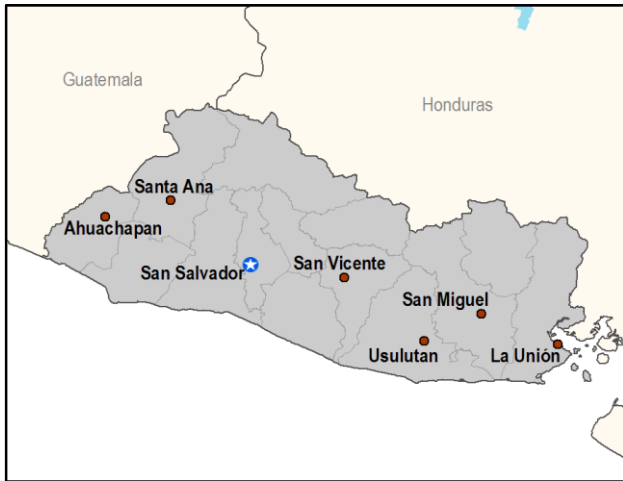 Guatemala
Honduras
Santa Ana
Ahuachapan
San Salvador
San Vicente
San Miguel
Usulutan
La Unión